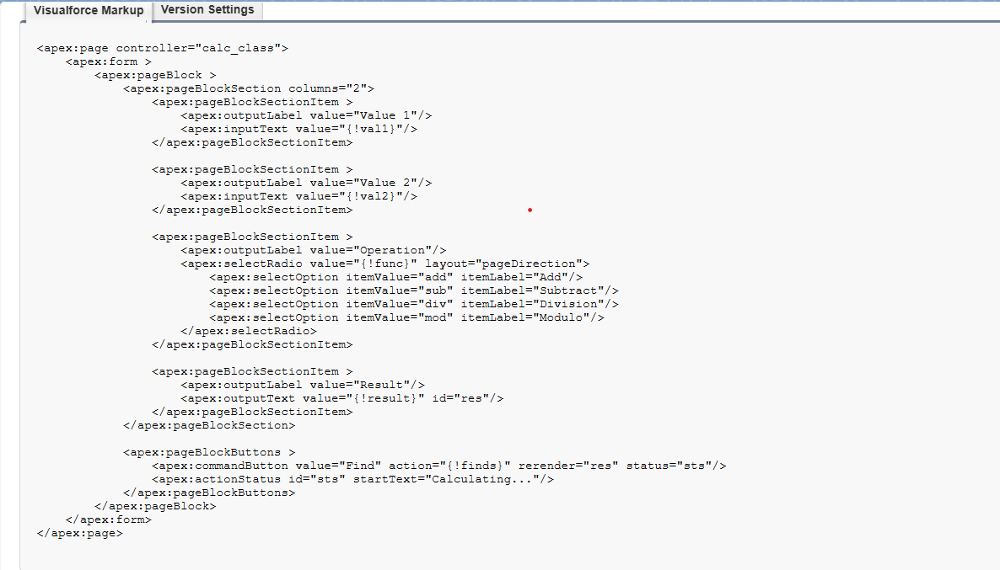 Visualforce Markup Version Settings
<apex:page controller="calc_class">
<apex:form >
<apex:pageBlock >
<apex:pageBlockSection columns="2">
<apex:pageBlockSectionItem >
<apex:outputLabel value="Value 1"/>
<apex:inputText value="{!val1}"/>
</apex:pageBlockSectionItem>
<apex:pageBlockSectionItem >
<apex:outputLabel value="Value 2"/>
<apex:inputText value="{!val2}"/>
</apex:pageBlockSectionItem>
<apex:pageBlockSectionItem >
<apex:outputLabel value="Operation"/>
<apex:selectRadio value="{!func}" layout="pageDirection">
<apex:selectOption itemValue="add" itemLabel="Add"/>
<apex:selectOption itemValue="sub" itemLabel="Subtract"/>
<apex:selectOption itemValue="div" itemLabel="Division"/>
<apex:selectOption itemValue="mod" itemLabel="Modulo"/>
</apex:selectRadio>
</apex:pageBlockSectionItem>
<apex:pageBlockSectionItem >
<apex:outputLabel value="Result"/>
<apex:outputText value="{!result}" id="res"/>
</apex:pageBlockSectionItem>
</apex:pageBlockSection>
<apex:pageBlockButtons >
<apex:commandButton value="Find" action="{!finds}" rerender="res" status="sts"/>
<apex:actionStatus id="sts" startText="Calculating..."/>
</apex:pageBlockButtons>
</apex:pageBlock>
</apex:form>
</apex:page>